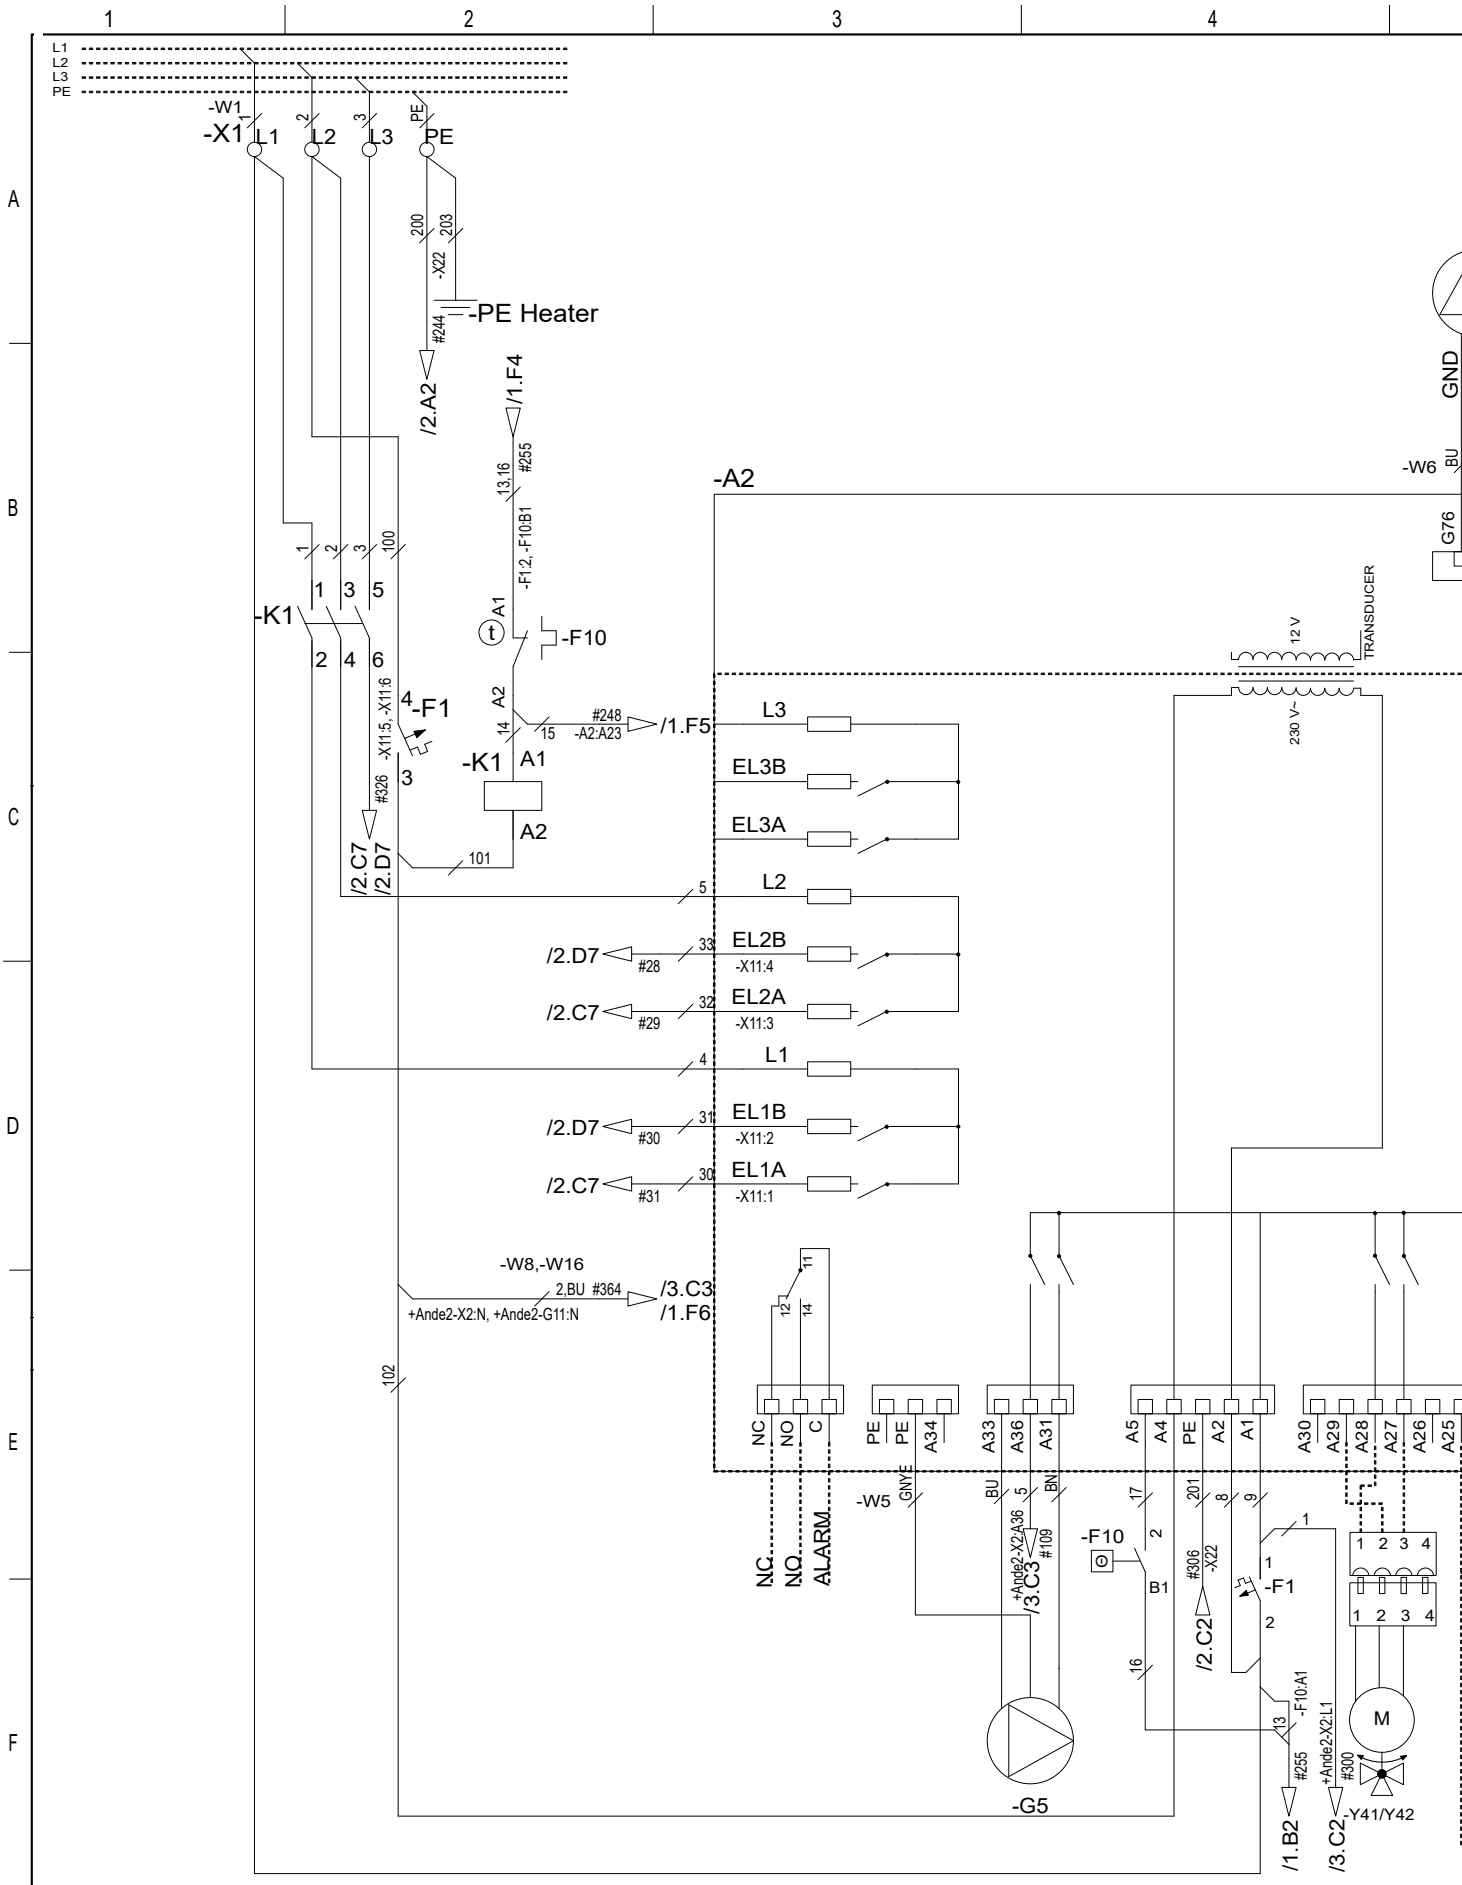 1 2 3 4
L1
L2
L3
PE
-W1
1 2 3 PE
-X1 L1 L2 L3 PE
A
200 203
-X22
-PE Heater
#244
/2.A2
/1.F4
GND
-W6 BU
13,16 #255
-A2
B
G76
1 2 3 100
-F1:2, -F10:B1
1 3 5
-K1
A1
t
-F10
12 V
TRANSDUCER
2 4 6
-X11:5, -X11:6
4
-F1
A2
#248
14 15
-A2:A23
/1.F5
L3
230 V~
-K1 A1
3
#326
EL3B
C
A2
EL3A
/2.C7
/2.D7
101
5 L2
/2.D7 #28 33 EL2B
-X11:4
/2.C7 #29 32 EL2A
-X11:3
4 L1
D
/2.D7 #30 31 EL1B
-X11:2
/2.C7 #31 30 EL1A
-X11:1
-W8,-W16
2,BU #364
/3.C3
/1.F6
+Ande2-X2:N, +Ande2-G11:N
11
12 14
102
E
NC NO C
PE PE A34
A33 A36 A31
A5 A4 PE A2 A1
A30 A29 A28 A27 A26 A25
-W5 GNYE
BU 5 BN
17 201 8 9
NC NO ALARM
+Ande2-X2:A36
#109
/3.C3
-F10 2
B1
#306
-X22
/2.C2
1
1
-F1
2
1 2 3 4
1 2 3 4
16
F
-F10:A1
13
#255
/1.B2
+Ande2-X2:L1
#300
/3.C2
M
-Y41/Y42
-G5